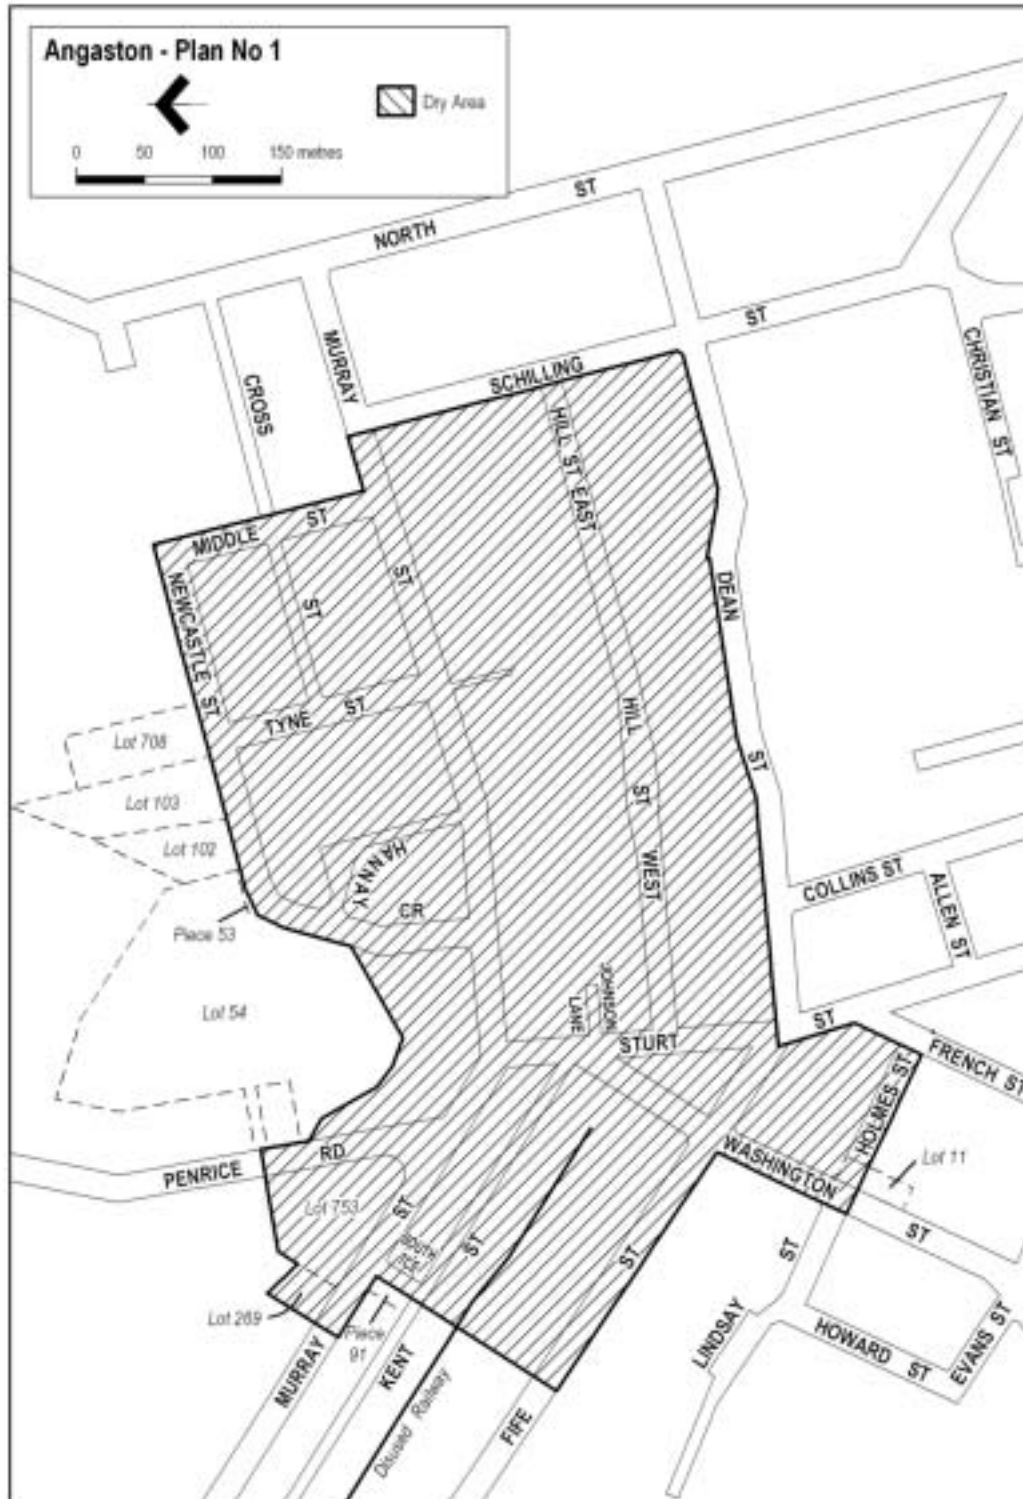 Angaston - Plan No 1
Dry Area
0 50 100 150 metres
NORTH ST
MURRAY
CROSS
SCHILLING ST
CHRISTIAN ST
HILL ST EAST
MIDDLE ST
NEWCASTLE ST
ST
ST
DEAN ST
TYNE ST
HILL ST WEST
Lot 708
Lot 103
Lot 102
HANNAY CR
COLLINS ST
ALLEN ST
Piece 53
Lot 54
JOHNSON LANE
STURT ST
FRENCH ST
HOLMES ST
PENRICE RD
WASHINGTON ST
Lot 11
Lot 753
ST
SOUTH TCE
ST
ST
ST
LINDSAY
Lot 269
Piece 91
MURRAY
KENT
Disused Railway
FIFE
HOWARD ST
EVANS ST